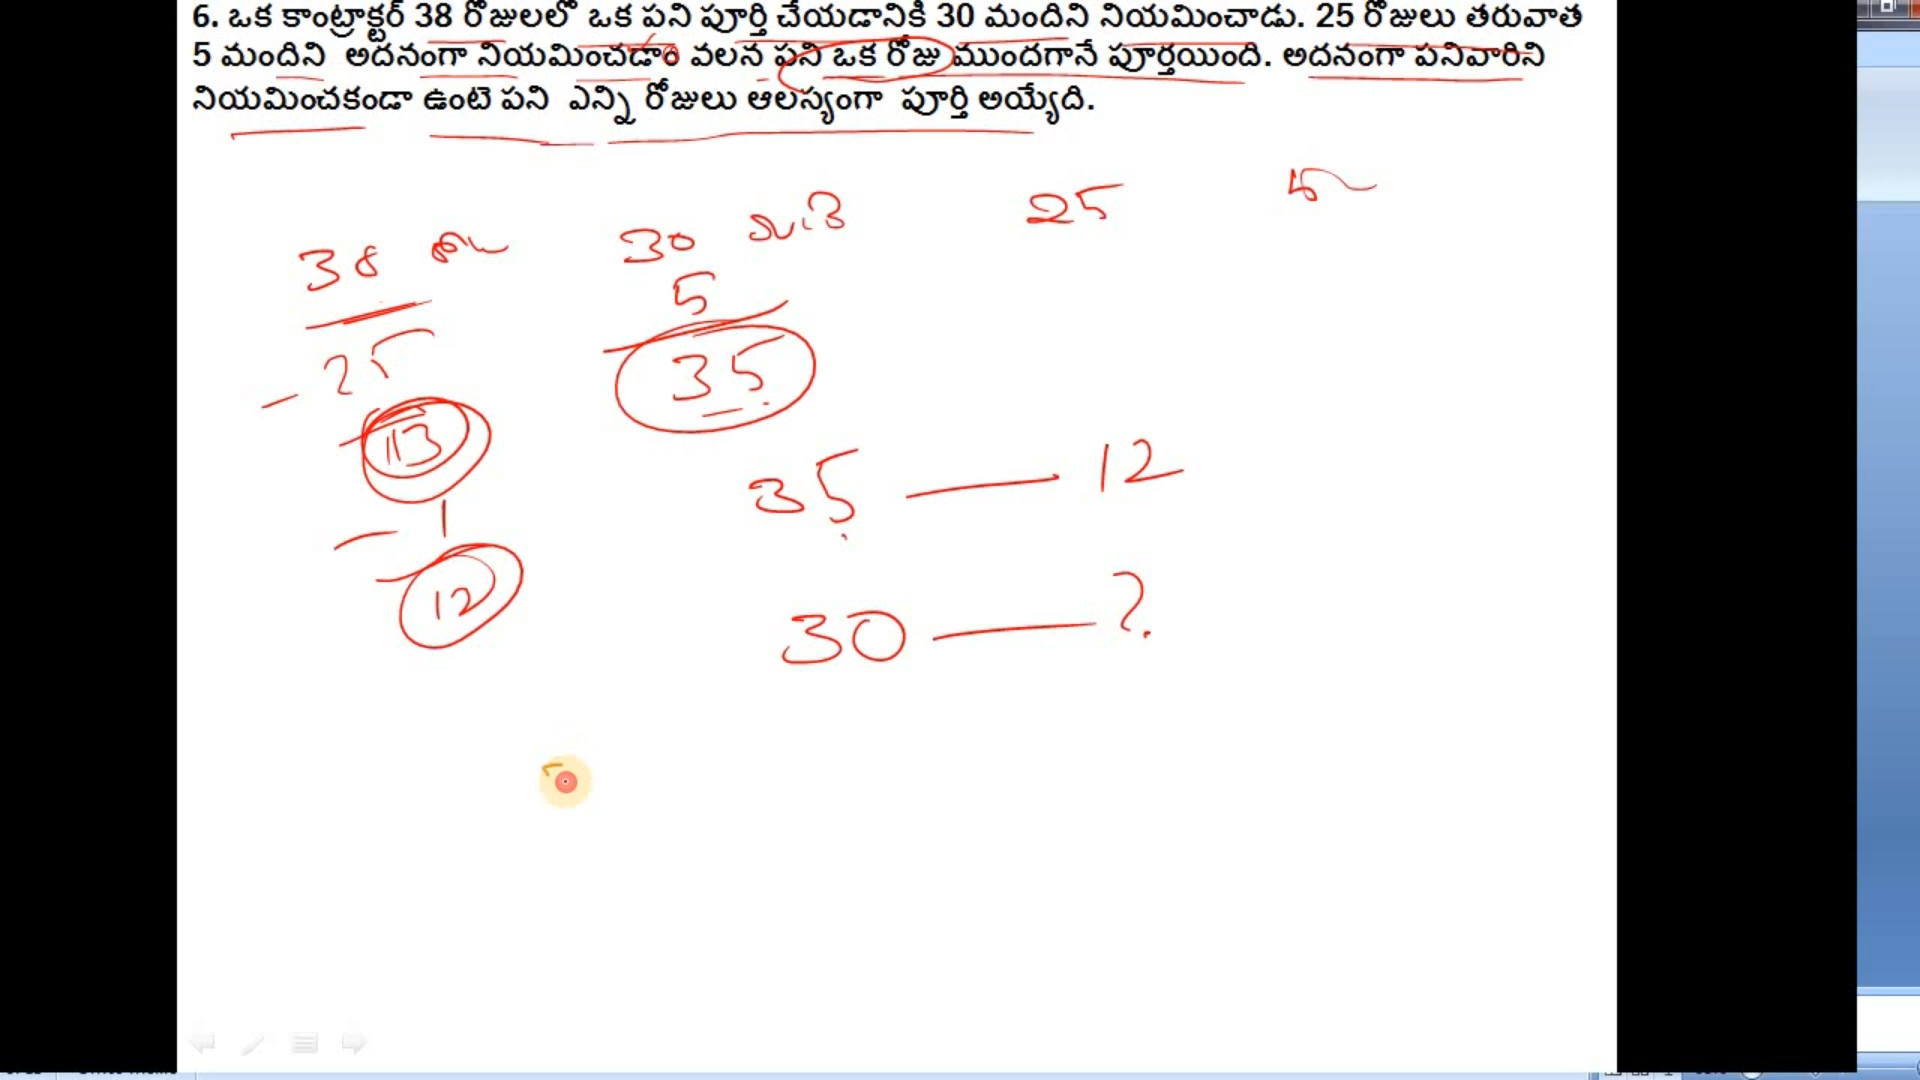 6. ఒక కాంట్రాక్టర్ 38 రోజులలో ఒక పని పూర్తి చేయడానికి 30 మందిని నియమించాడు. 25 రోజులు తరువాత
5 మందిని అదనంగా నియమించడం వలన పని ఒక రోజు ముందగానే పూర్తయింది. అదనంగా పనివారిని
నియమించకండా ఉంటె పని ఎన్ని రోజులు ఆలస్యంగా పూర్తి అయ్యేది.
38 30 25 5
5
- 25
35
13
- 1
12
35 — 12
30 — ?